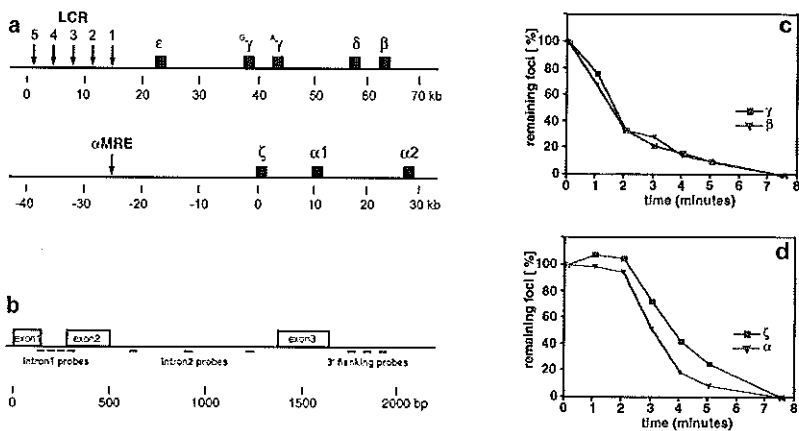 a
LCR
5 4 3 2 1
ε Gγ Aγ δ β
0 10 20 30 40 50 60 70 kb
αMRE
ζ α1 α2
-40 -30 -20 -10 0 10 20 30 kb
b
exon1 exon2 exon3
intron1 probes intron2 probes 3' flanking probes
0 500 1000 1500 2000 bp
c
remaining foci [ %]
100
80
60
40
20
0
γ
β
0 1 2 3 4 5 6 7 8
time (minutes)
d
remaining foci [ %]
100
80
60
40
20
0
ζ
α
0 1 2 3 4 5 6 7 8
time (minutes)